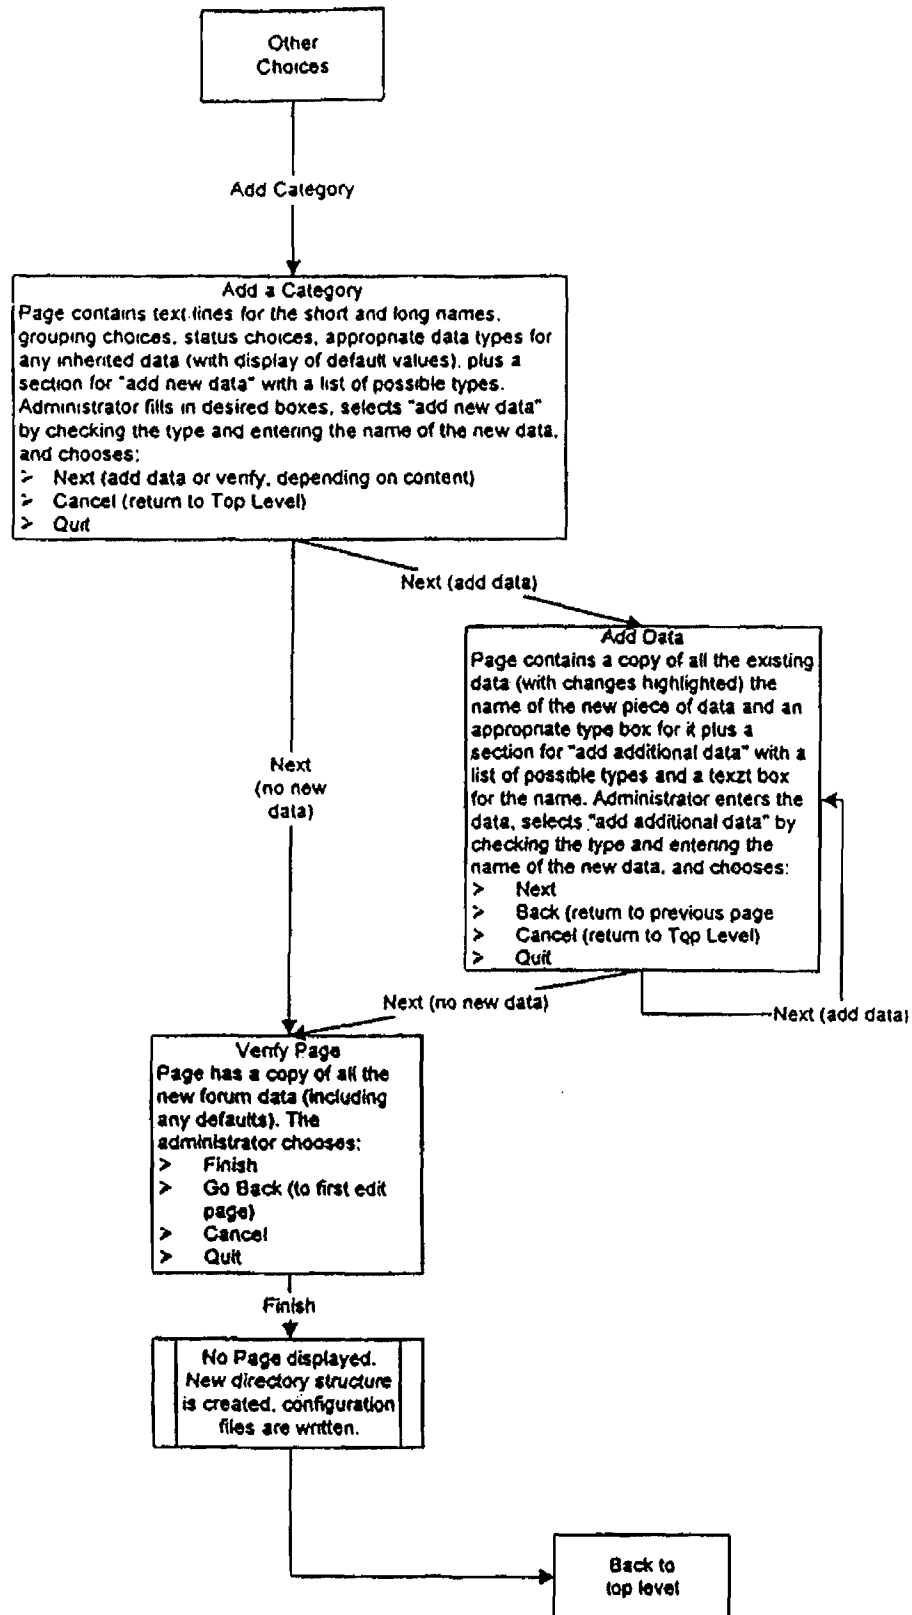 Other
Choices
Add Category
Add a Category
Page contains text lines for the short and long names,
grouping choices, status choices, appropriate data types for
any inherited data (with display of default values), plus a
section for "add new data" with a list of possible types.
Administrator fills in desired boxes, selects "add new data"
by checking the type and entering the name of the new data,
and chooses:
> Next (add data or verify, depending on content)
> Cancel (return to Top Level)
> Quit
Next (add data)
Add Data
Page contains a copy of all the existing
data (with changes highlighted) the
name of the new piece of data and an
appropriate type box for it plus a
section for "add additional data" with a
list of possible types and a texzt box
for the name. Administrator enters the
data, selects "add additional data" by
checking the type and entering the
name of the new data, and chooses:
> Next
> Back (return to previous page
> Cancel (return to Top Level)
> Quit
Next
(no new
data)
Next (no new data)
Next (add data)
Verify Page
Page has a copy of all the
new forum data (including
any defaults). The
administrator chooses:
> Finish
> Go Back (to first edit
page)
> Cancel
> Quit
Finish
No Page displayed.
New directory structure
is created, configuration
files are written.
Back to
top level